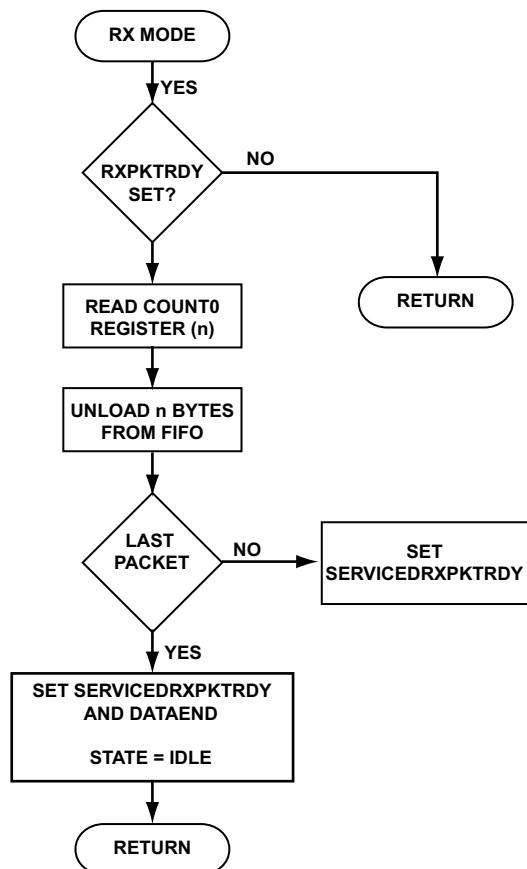 RX MODE
YES
RXPKTRDY
SET?
NO
RETURN
READ COUNT0
REGISTER (n)
UNLOAD n BYTES
FROM FIFO
LAST
PACKET
NO
SET
SERVICEDRXPKTRDY
YES
SET SERVICEDRXPKTRDY
AND DATAEND
STATE = IDLE
RETURN